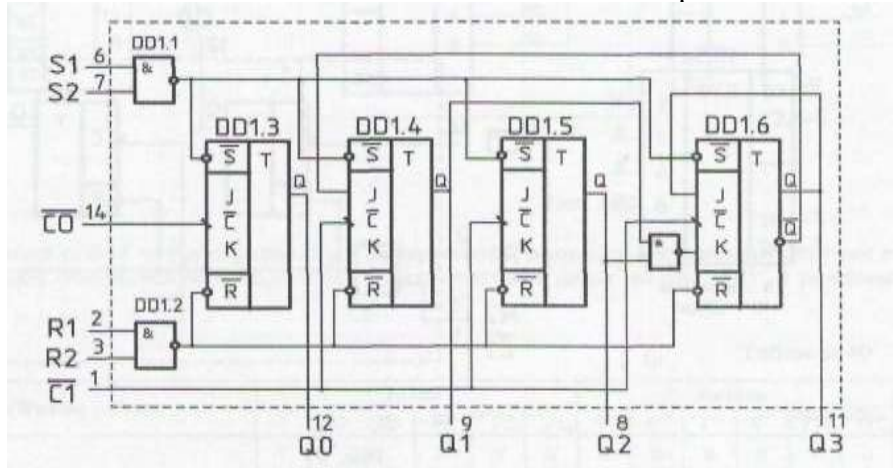 DD1.1
S1 6 &
S2 7
DD1.3 DD1.4 DD1.5 DD1.6
S̅ T S̅ T S̅ T S̅ T
Q Q Q Q
J J J J
C̅0̅ 14 C̅ C̅ C̅ C̅
Q̅
K K K & K
R̅ R̅ R̅ R̅
DD1.2
R1 2 &
R2 3
C̅1̅ 1
12 9 8 11
Q0 Q1 Q2 Q3